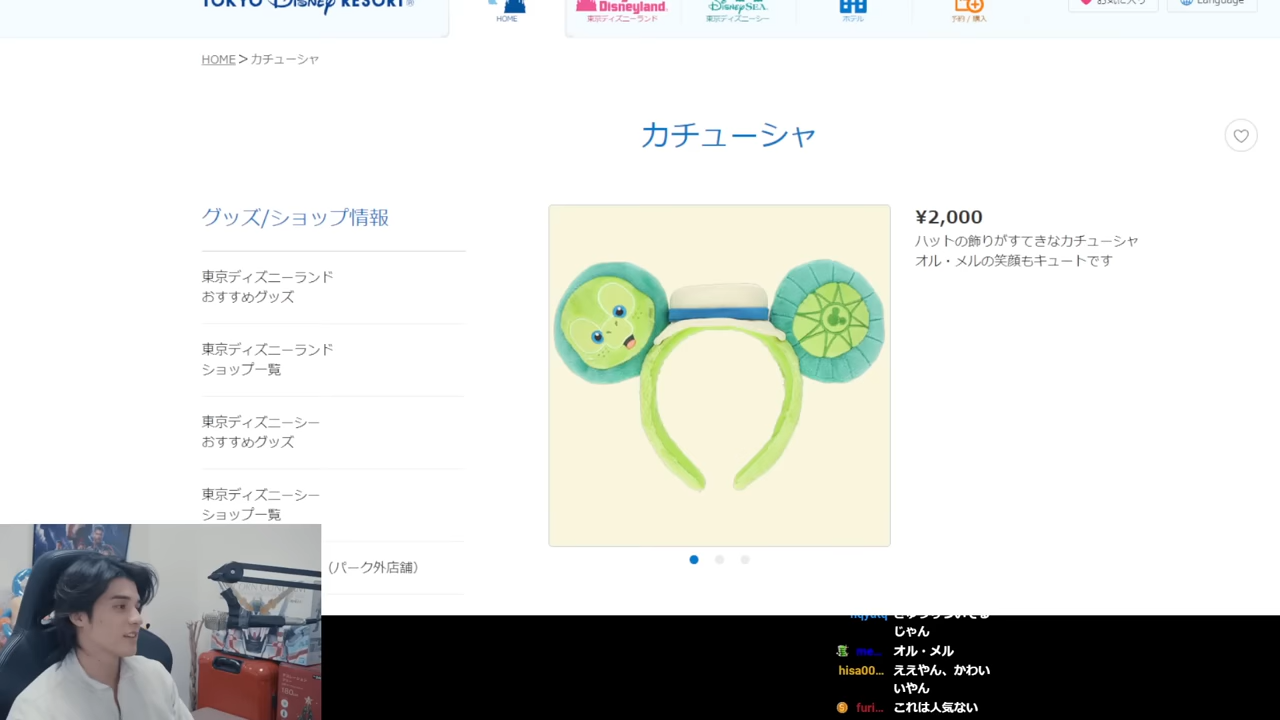 TOKYO DISNEY RESORT®
HOME
Disneyland
東京ディズニーランド
DISNEYSEA
東京ディズニーシー
ホテル
予約 / 購入
お気に入り
Language
HOME > カチューシャ
カチューシャ
グッズ/ショップ情報
東京ディズニーランド
おすすめグッズ
東京ディズニーランド
ショップ一覧
東京ディズニーシー
おすすめグッズ
東京ディズニーシー
ショップ一覧
(パーク外店舗)
¥2,000
ハットの飾りがすてきなカチューシャ
オル・メルの笑顔もキュートです
じゃん
オル・メル
hisa00... ええやん、かわい
いやん
furi... これは人気ない